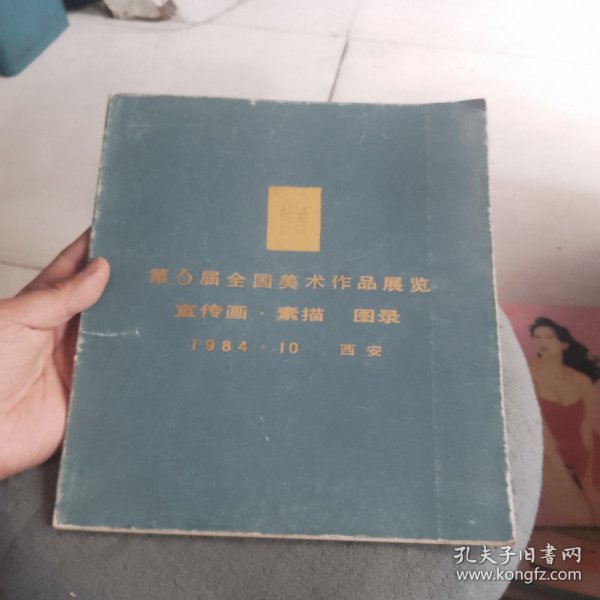 第6届全国美术作品展览
宣传画·素描 图录
1984·10 西安
孔夫子旧书网
www.kongfz.com